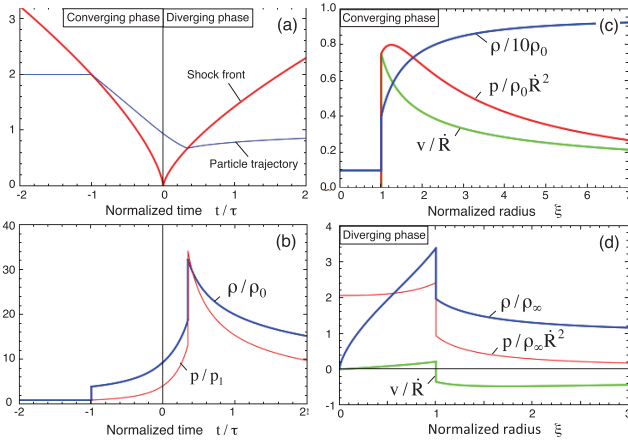 Converging phase
Diverging phase
(a)
3
2
1
0
Shock front
Particle trajectory
-2
-1
0
1
2
Normalized time t / τ
Converging phase
(c)
1.0
0.8
0.6
0.4
0.2
0.0
ρ / 10ρ₀
p / ρ₀Ṙ²
v / Ṙ
0
1
2
3
4
5
6
7
Normalized radius ξ
(b)
40
30
20
10
0
ρ / ρ₀
p / p₁
-2
-1
0
1
2
Normalized time t / τ
Diverging phase
(d)
4
3
2
1
0
-1
ρ / ρ∞
p / ρ∞Ṙ²
v / Ṙ
0
1
2
3
Normalized radius ξ